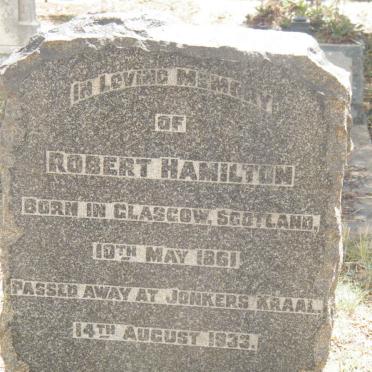 IN LOVING MEMORY
OF
ROBERT HAMILTON
BORN IN GLASGOW, SCOTLAND,
10TH MAY 1861
PASSED AWAY AT JONKERS KRAAL,
14TH AUGUST 1933.